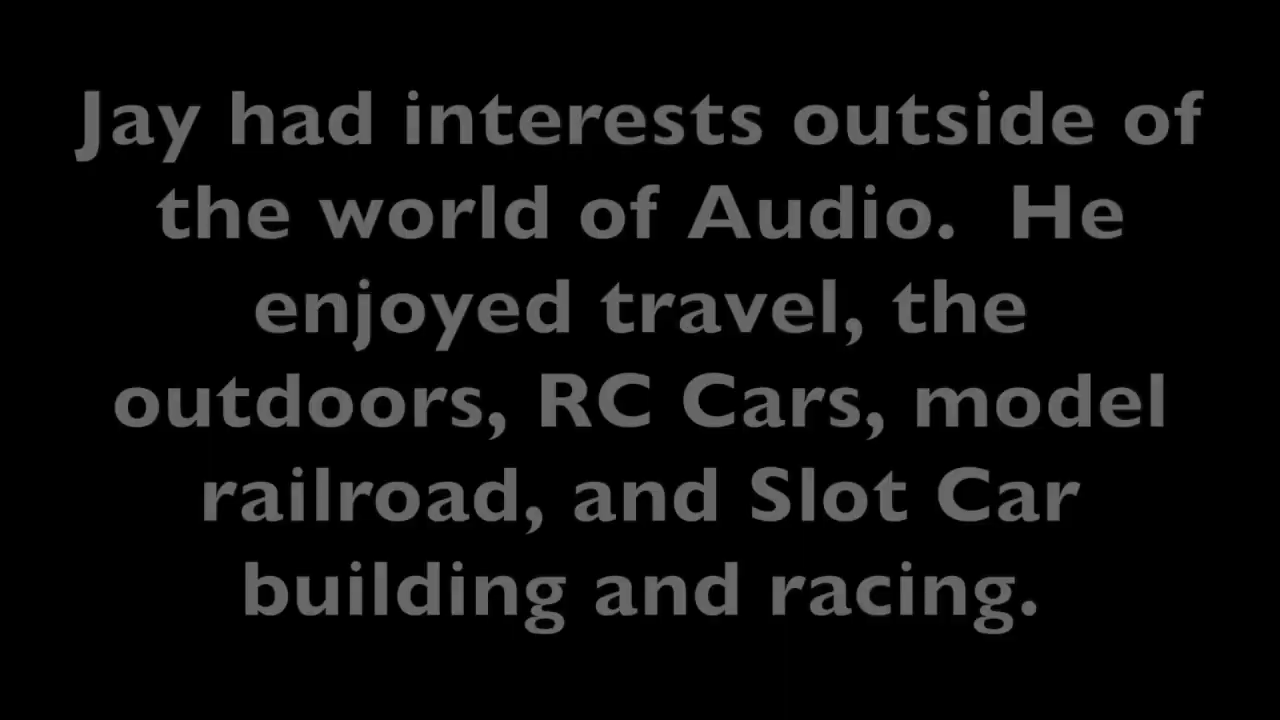 Jay had interests outside of
the world of Audio.  He
enjoyed travel, the
outdoors, RC Cars, model
railroad, and Slot Car
building and racing.